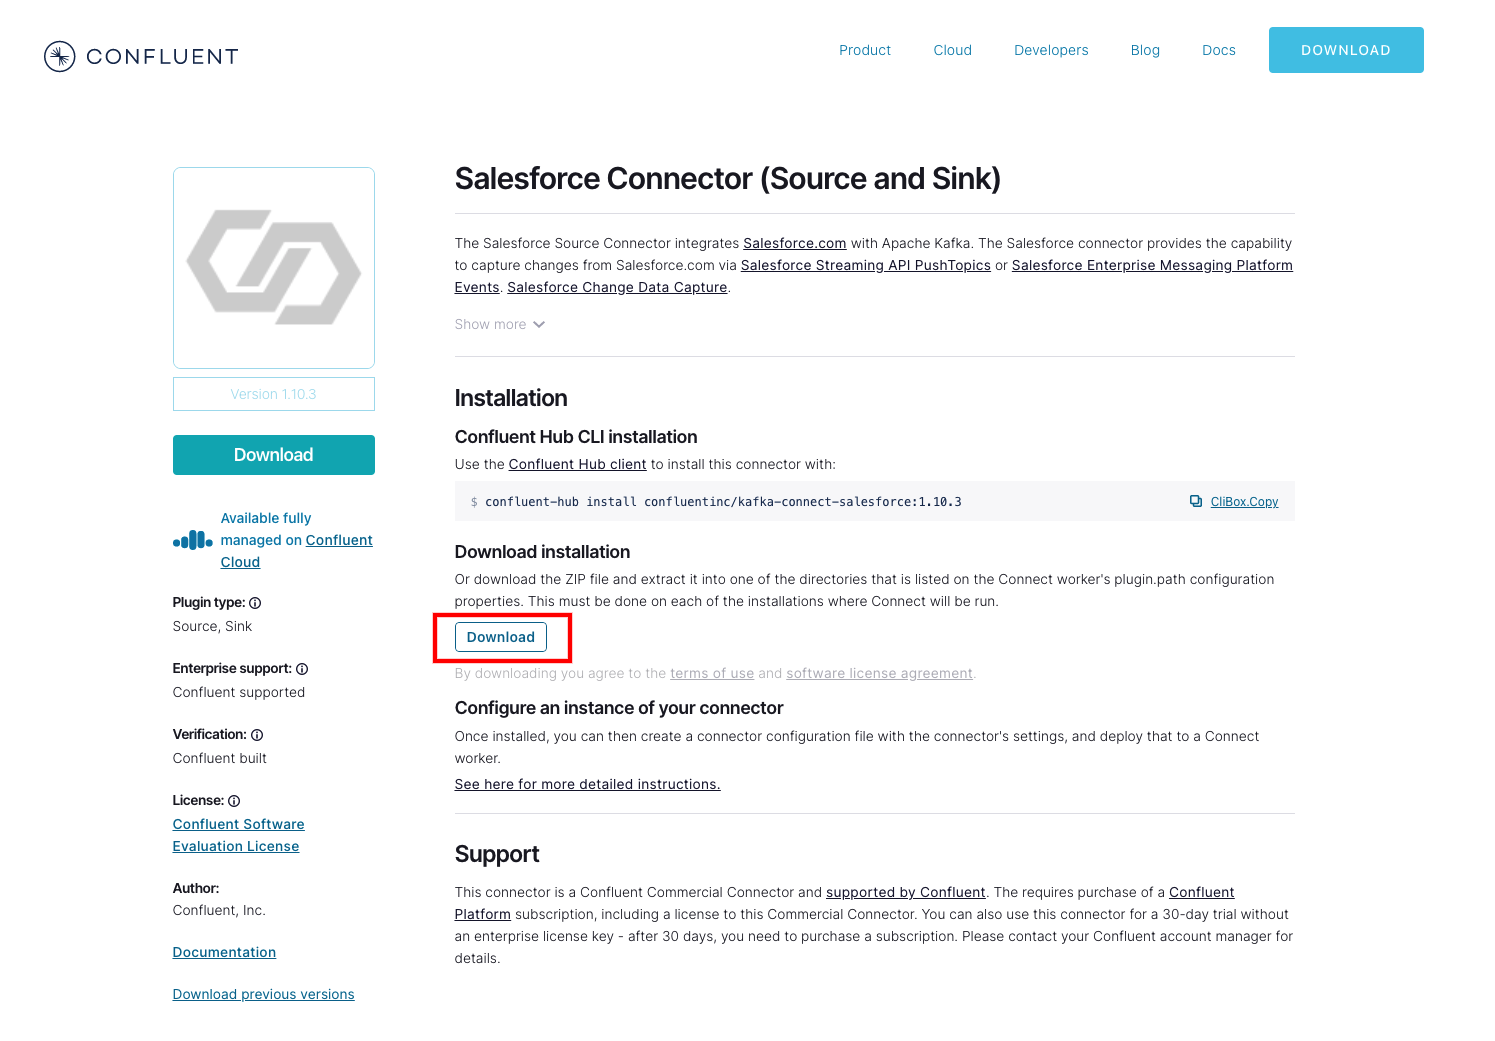 CONFLUENT
Product
Cloud
Developers
Blog
Docs
DOWNLOAD
Version 1.10.3
Download
Available fully
managed on Confluent
Cloud
Plugin type:
Source, Sink
Enterprise support:
Confluent supported
Verification:
Confluent built
License:
Confluent Software
Evaluation License
Author:
Confluent, Inc.
Documentation
Download previous versions
Salesforce Connector (Source and Sink)
The Salesforce Source Connector integrates Salesforce.com with Apache Kafka. The Salesforce connector provides the capability
to capture changes from Salesforce.com via Salesforce Streaming API PushTopics or Salesforce Enterprise Messaging Platform
Events. Salesforce Change Data Capture.
Show more
Installation
Confluent Hub CLI installation
Use the Confluent Hub client to install this connector with:
$ confluent-hub install confluentinc/kafka-connect-salesforce:1.10.3
CliBox.Copy
Download installation
Or download the ZIP file and extract it into one of the directories that is listed on the Connect worker's plugin.path configuration
properties. This must be done on each of the installations where Connect will be run.
Download
By downloading you agree to the terms of use and software license agreement.
Configure an instance of your connector
Once installed, you can then create a connector configuration file with the connector's settings, and deploy that to a Connect
worker.
See here for more detailed instructions.
Support
This connector is a Confluent Commercial Connector and supported by Confluent. The requires purchase of a Confluent
Platform subscription, including a license to this Commercial Connector. You can also use this connector for a 30-day trial without
an enterprise license key - after 30 days, you need to purchase a subscription. Please contact your Confluent account manager for
details.